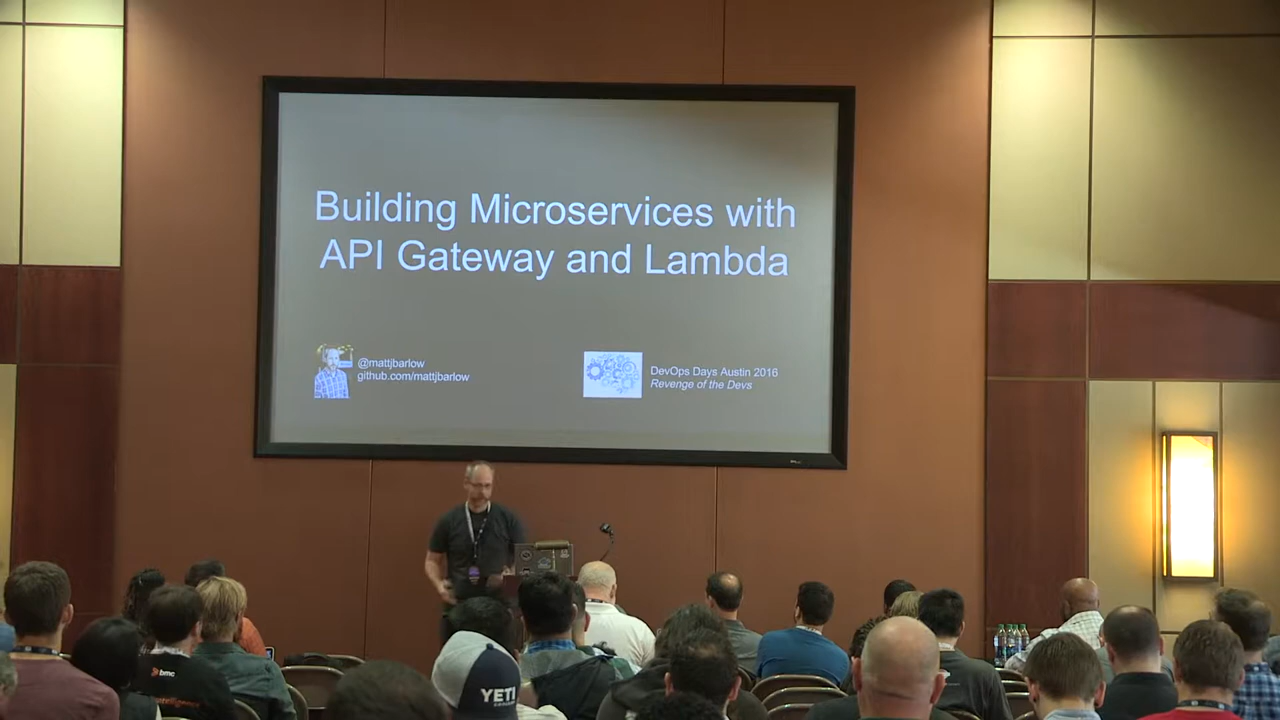 Building Microservices with
API Gateway and Lambda
@mattjbarlow
github.com/mattjbarlow
DevOps Days Austin 2016
Revenge of the Devs
bmc
YETI